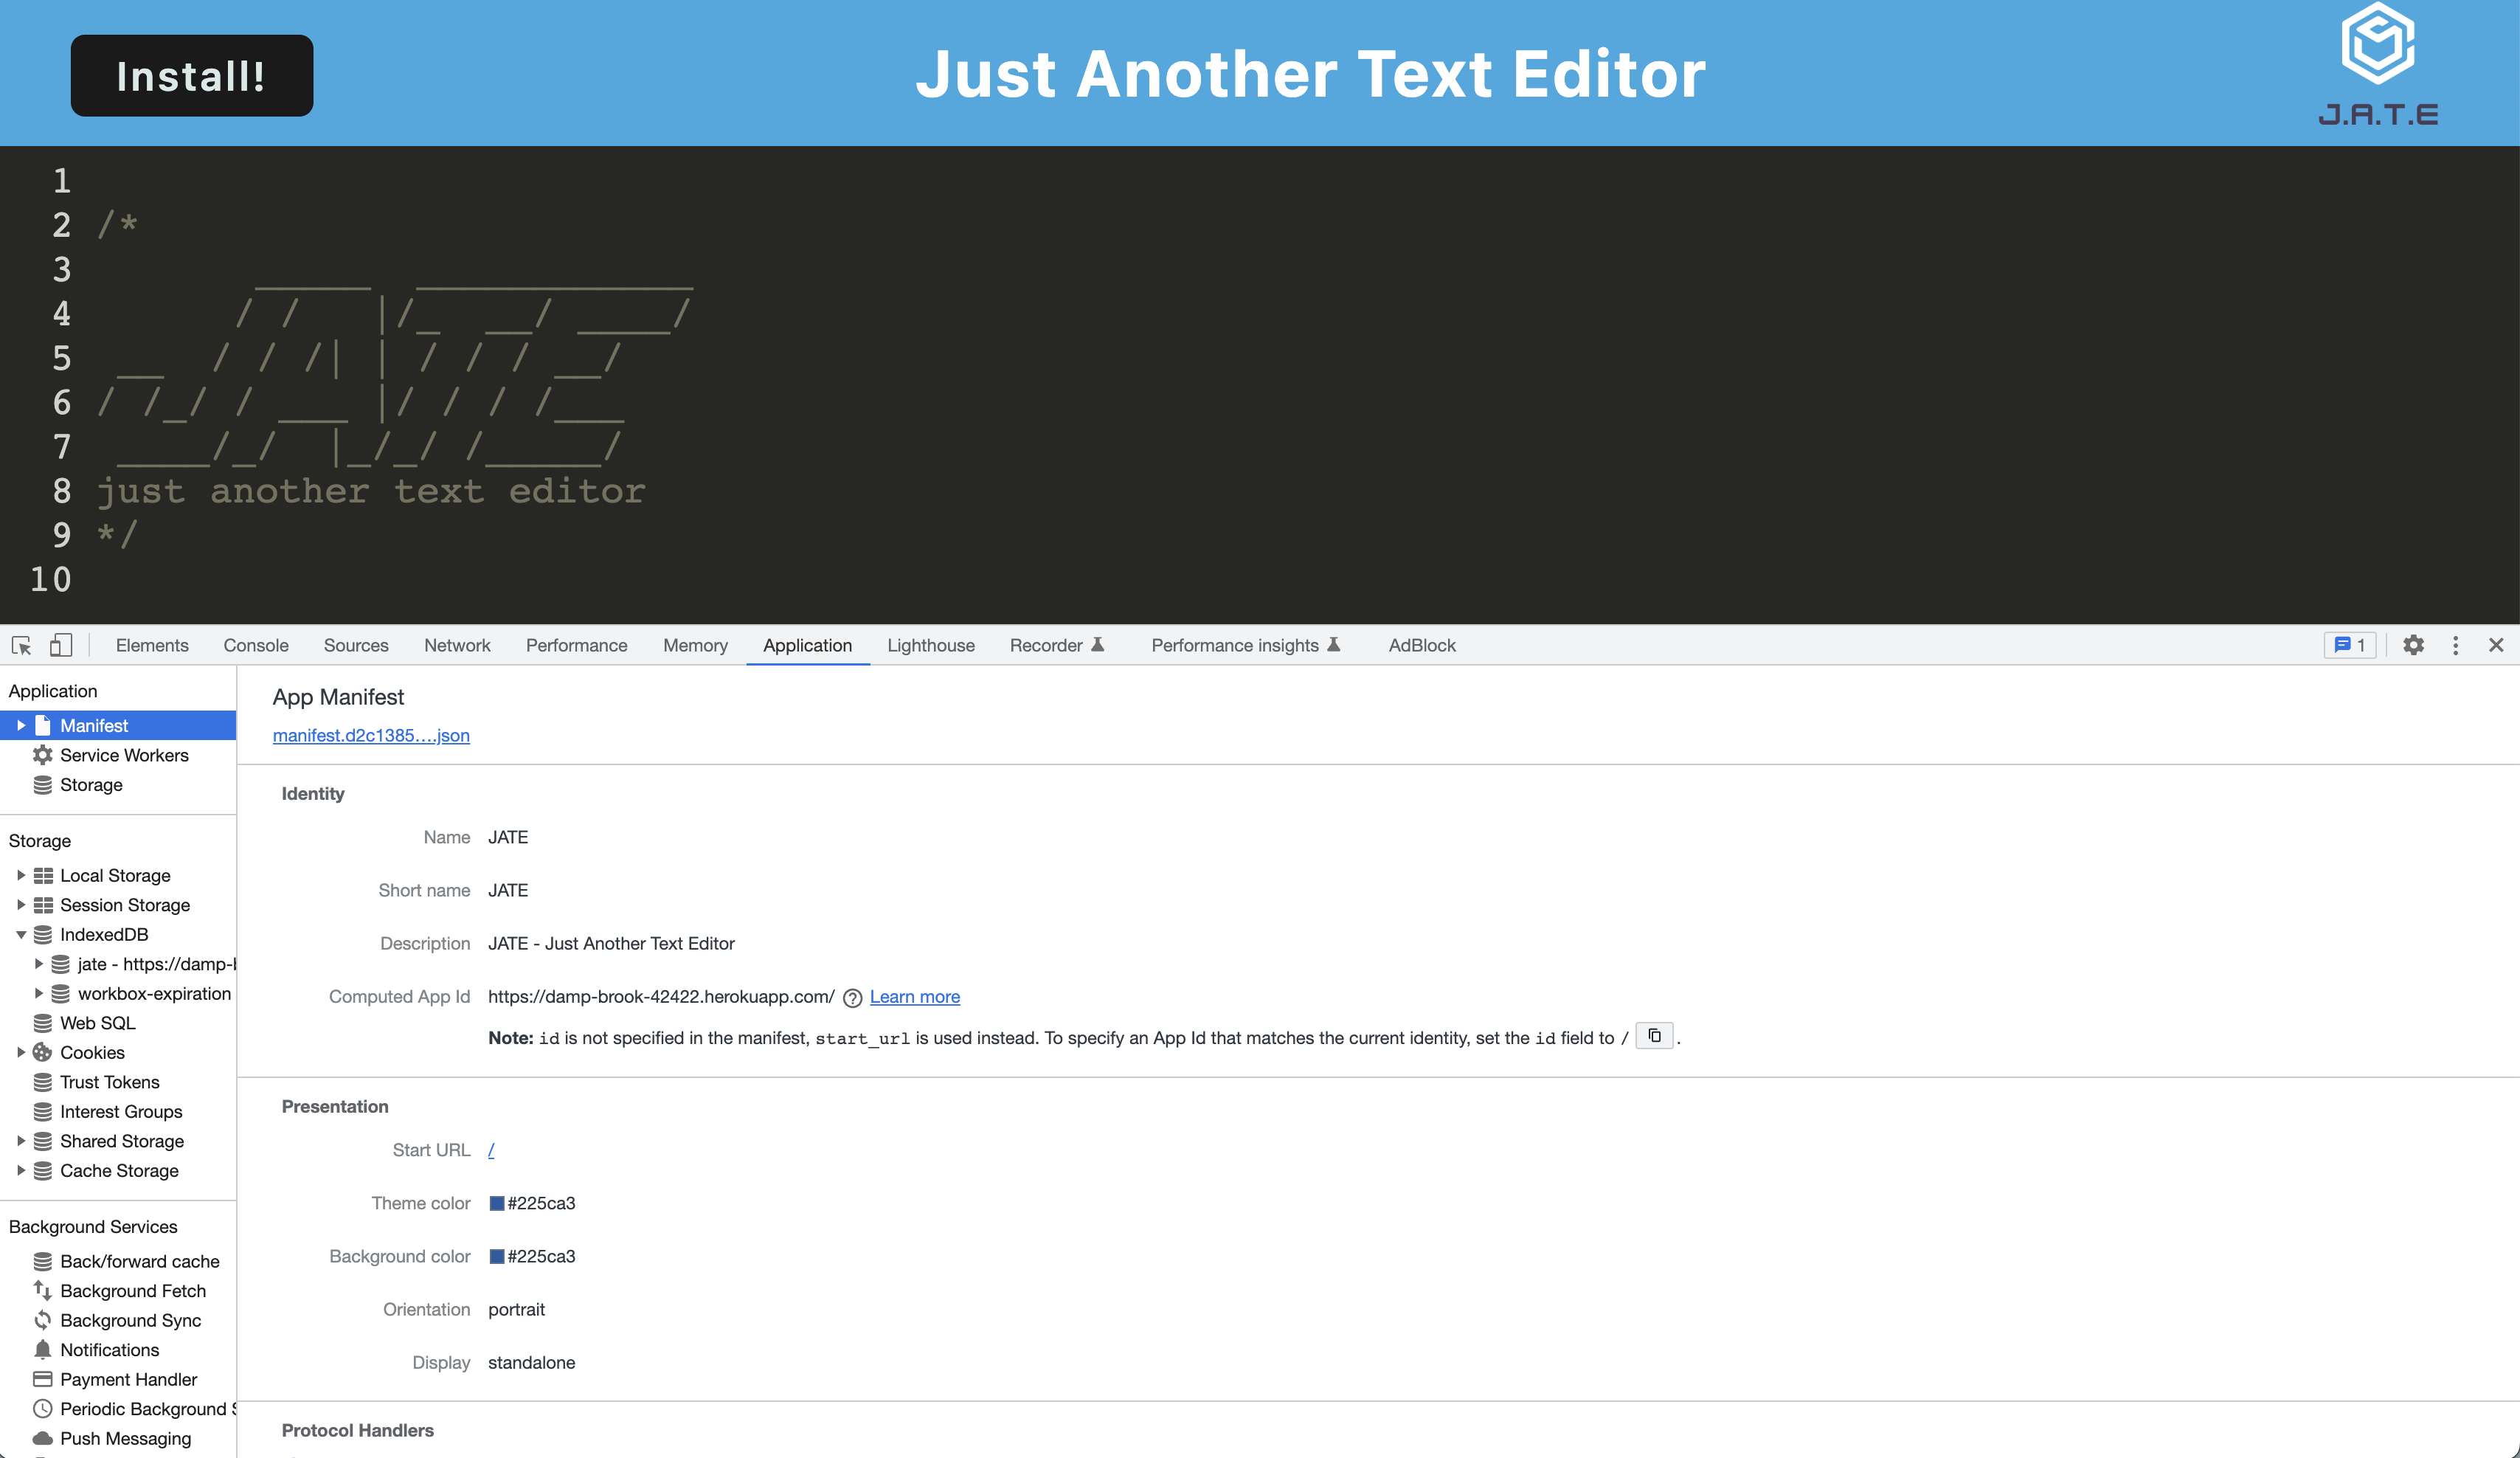 Install!
Just Another Text Editor
J.A.T.E
1
2 /*
3
4
5
6
7
8 just another text editor
9 */
10
Elements Console Sources Network Performance Memory Application Lighthouse Recorder Performance insights AdBlock 1
Application
Manifest
Service Workers
Storage
Storage
Local Storage
Session Storage
IndexedDB
jate - https://damp-
workbox-expiration
Web SQL
Cookies
Trust Tokens
Interest Groups
Shared Storage
Cache Storage
Background Services
Back/forward cache
Background Fetch
Background Sync
Notifications
Payment Handler
Periodic Background
Push Messaging
App Manifest
manifest.d2c1385….json
Identity
Name JATE
Short name JATE
Description JATE - Just Another Text Editor
Computed App Id https://damp-brook-42422.herokuapp.com/ ? Learn more
Note: id is not specified in the manifest, start_url is used instead. To specify an App Id that matches the current identity, set the id field to / .
Presentation
Start URL /
Theme color #225ca3
Background color #225ca3
Orientation portrait
Display standalone
Protocol Handlers